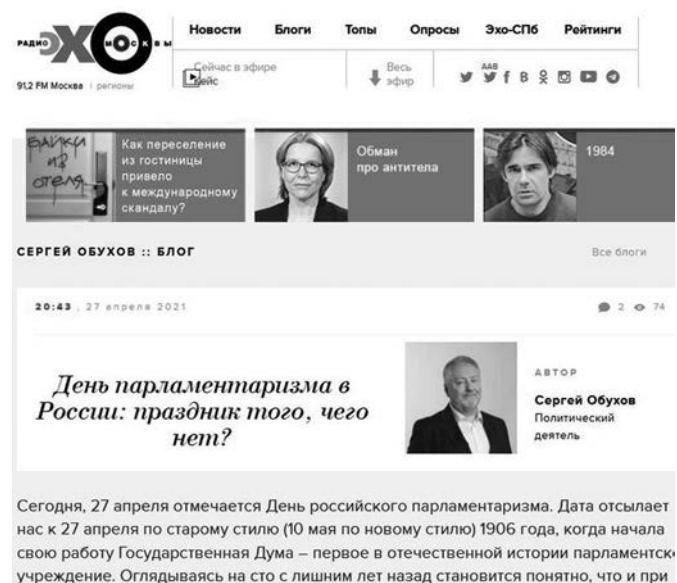 Новости Блоги Топы Опросы Эхо-СПб Рейтинги
РАДИО ЭХО МОСКВЫ
Сейчас в эфире
Кейс
Весь
эфир
ААВ
91,2 FM Москва | регионы
БАЙКИ
ИЗ
ОТЕЛЯ
Как переселение
из гостиницы
привело
к международному
скандалу?
Обман
про антитела
1984
СЕРГЕЙ ОБУХОВ :: БЛОГ
Все блоги
20:43 , 27 апреля 2021
2 74
День парламентаризма в
России: праздник того, чего
нет?
АВТОР
Сергей Обухов
Политический
деятель
Сегодня, 27 апреля отмечается День российского парламентаризма. Дата отсылает
нас к 27 апреля по старому стилю (10 мая по новому стилю) 1906 года, когда начала
свою работу Государственная Дума – первое в отечественной истории парламентск
учреждение. Оглядываясь на сто с лишним лет назад становится понятно, что и при